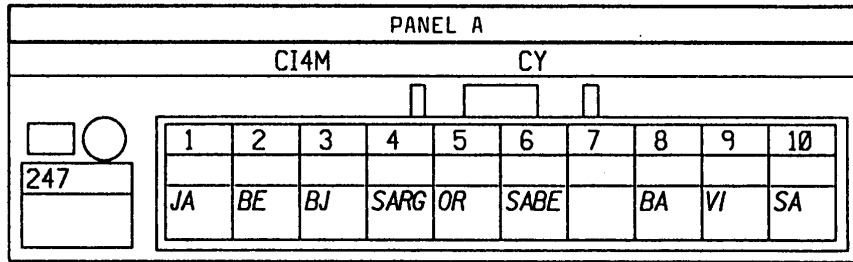 PANEL A
CI4M CY
1 2 3 4 5 6 7 8 9 10
247
JA BE BJ SARG OR SABE BA VI SA